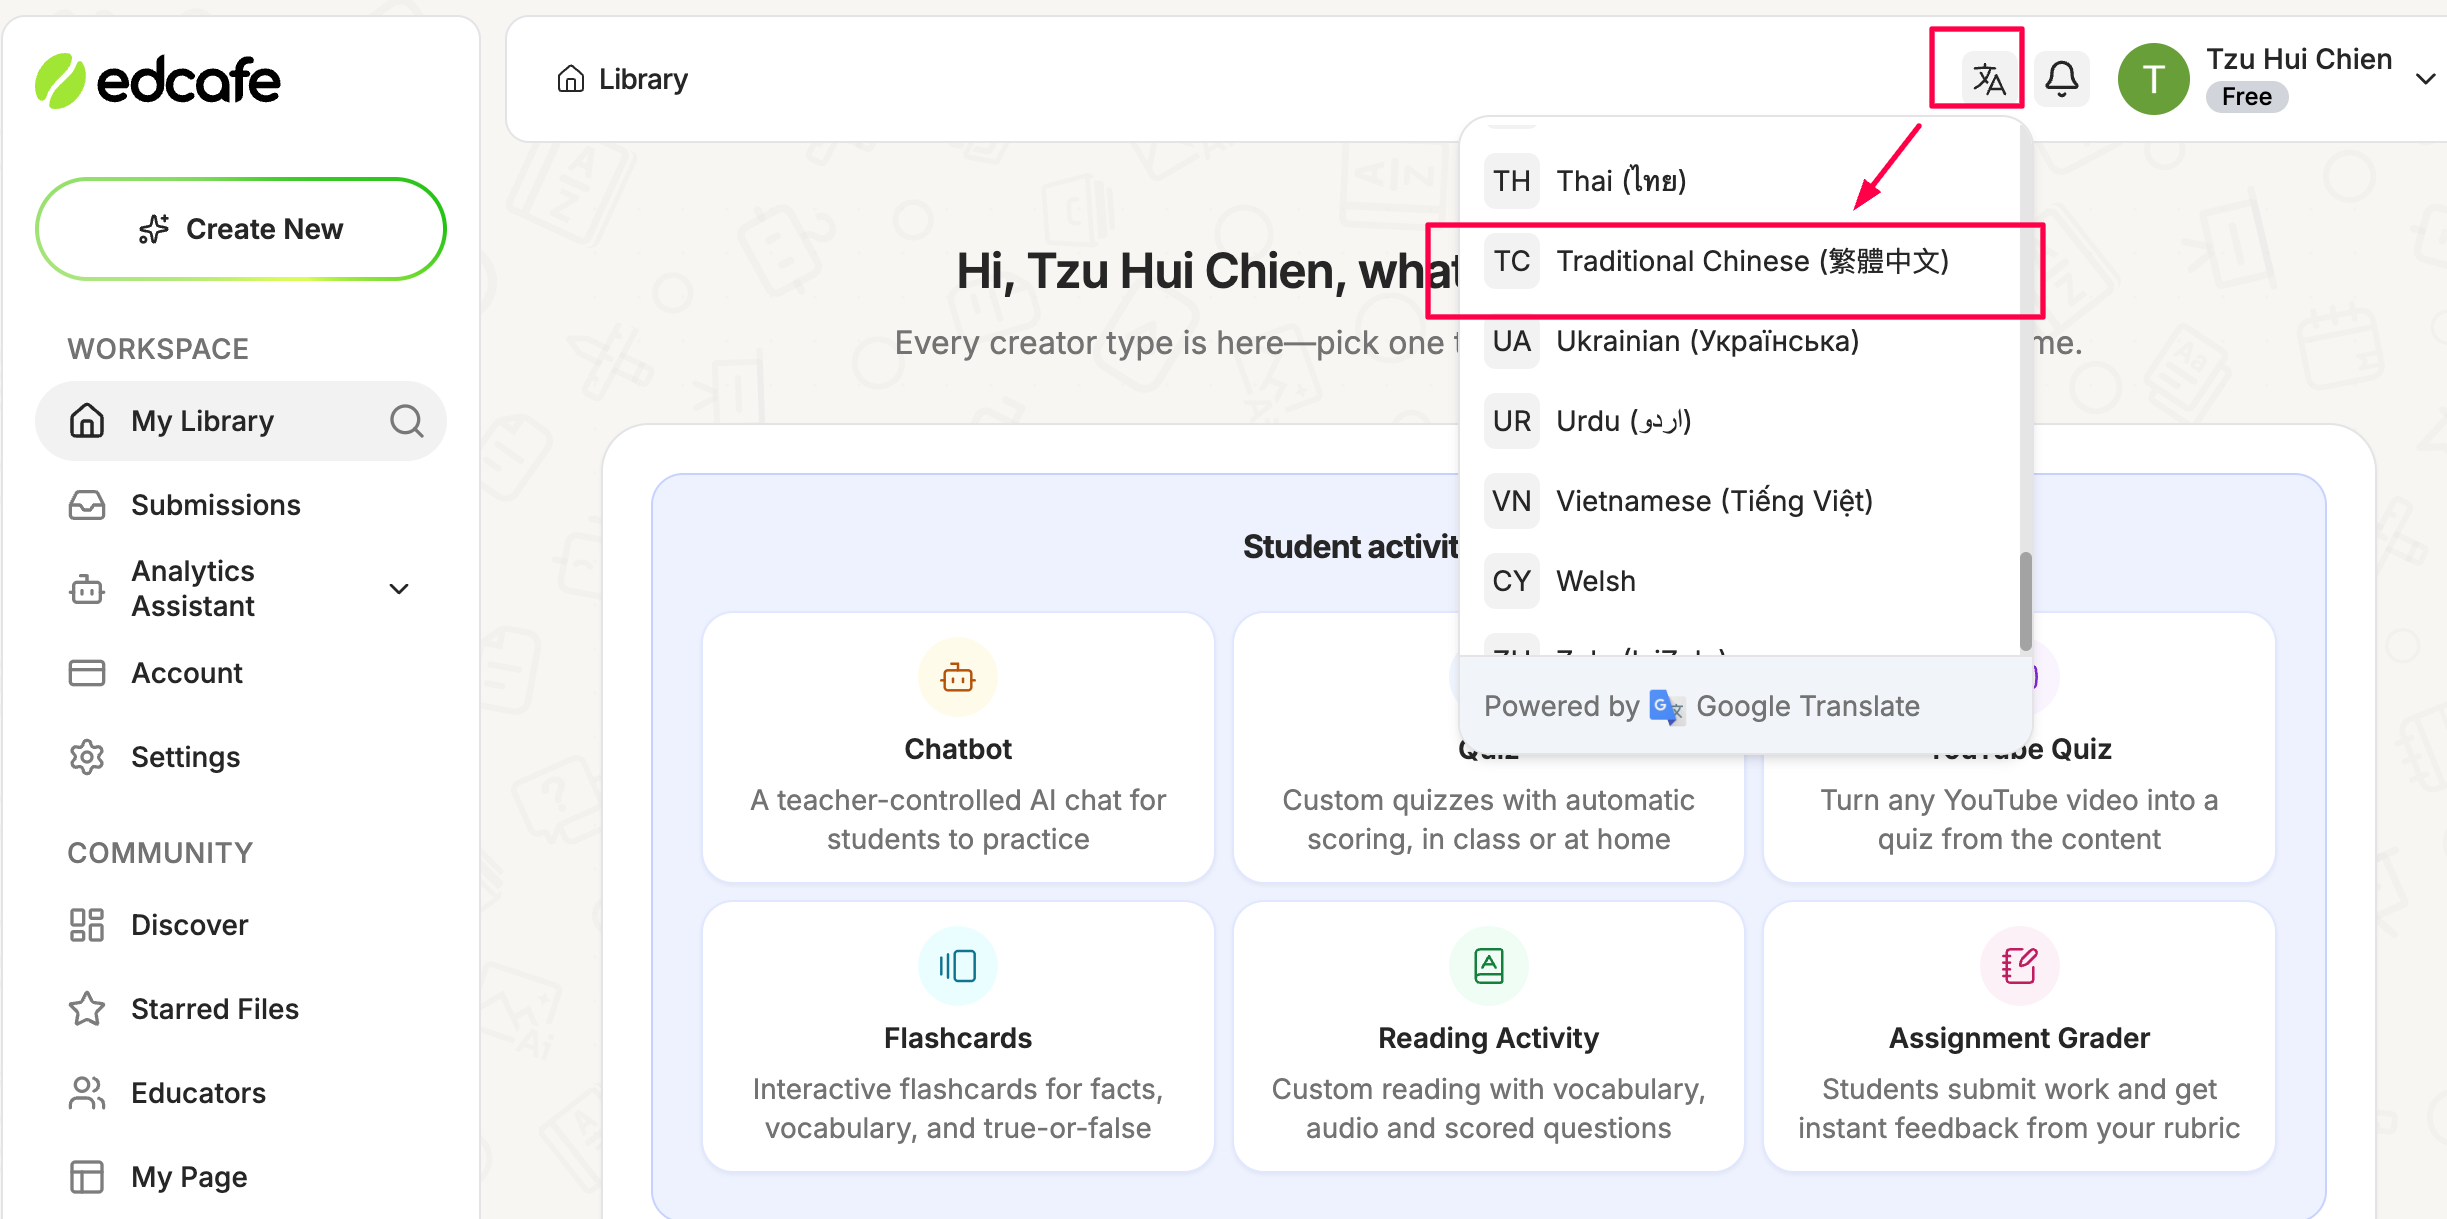 edcafe
Create New
WORKSPACE
My Library
Submissions
Analytics
Assistant
Account
Settings
COMMUNITY
Discover
Starred Files
Educators
My Page
Library
Tzu Hui Chien
Free
T
Hi, Tzu Hui Chien, what
Every creator type is here—pick one
me.
TH Thai (ไทย)
TC Traditional Chinese (繁體中文)
UA Ukrainian (Українська)
UR Urdu (اردو)
VN Vietnamese (Tiếng Việt)
CY Welsh
Powered by Google Translate
Student activit
Chatbot
A teacher-controlled AI chat for
students to practice
Quiz
Custom quizzes with automatic
scoring, in class or at home
YouTube Quiz
Turn any YouTube video into a
quiz from the content
Flashcards
Interactive flashcards for facts,
vocabulary, and true-or-false
Reading Activity
Custom reading with vocabulary,
audio and scored questions
Assignment Grader
Students submit work and get
instant feedback from your rubric